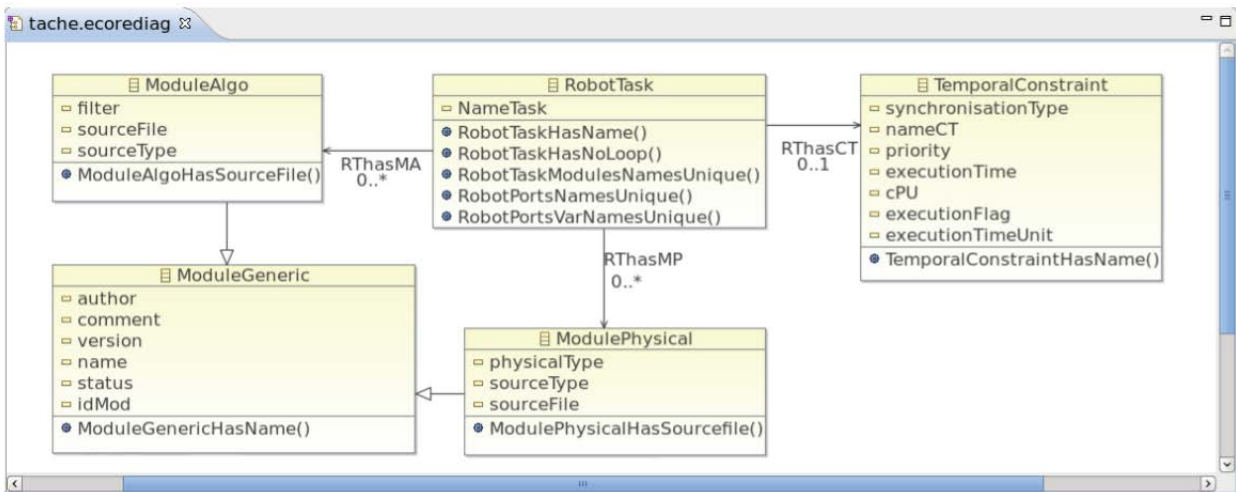 tache.ecorediag
ModuleAlgo
filter
sourceFile
sourceType
ModuleAlgoHasSourceFile()
RThasMA
0..*
RobotTask
NameTask
RobotTaskHasName()
RobotTaskHasNoLoop()
RobotTaskModulesNamesUnique()
RobotPortsNamesUnique()
RobotPortsVarNamesUnique()
RThasCT
0..1
TemporalConstraint
synchronisationType
nameCT
priority
executionTime
cPU
executionFlag
executionTimeUnit
TemporalConstraintHasName()
RThasMP
0..*
ModuleGeneric
author
comment
version
name
status
idMod
ModuleGenericHasName()
ModulePhysical
physicalType
sourceType
sourceFile
ModulePhysicalHasSourcefile()